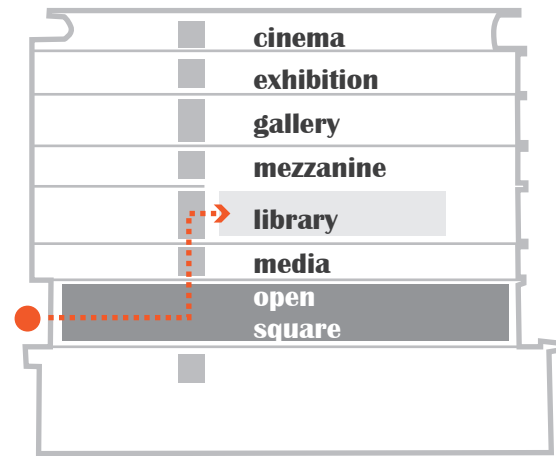 cinema
exhibition
gallery
mezzanine
library
media
open
square